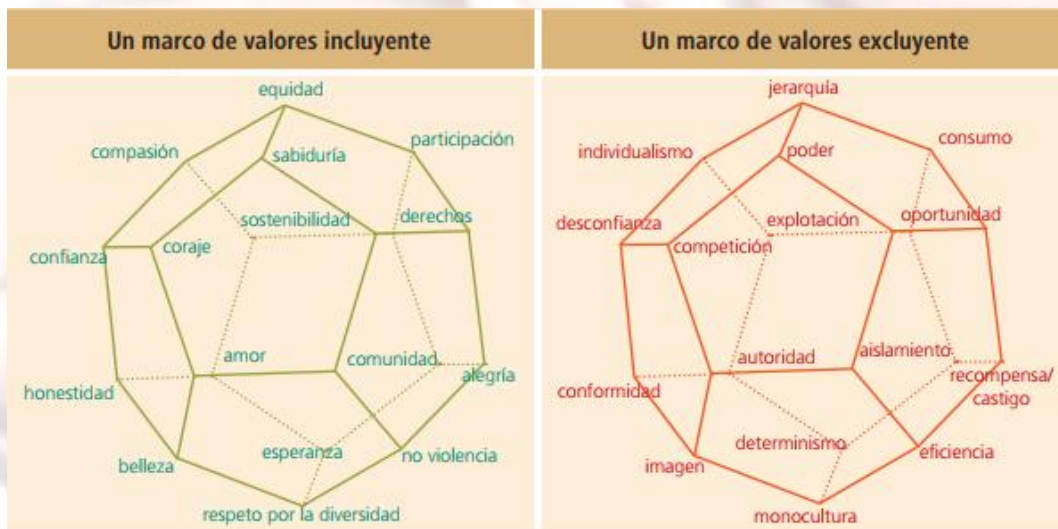 Un marco de valores incluyente
equidad
participación
compasión
sabiduría
sostenibilidad
derechos
confianza
coraje
amor
comunidad
alegría
honestidad
esperanza
no violencia
belleza
respeto por la diversidad
Un marco de valores excluyente
jerarquía
consumo
individualismo
poder
desconfianza
explotación
oportunidad
competición
autoridad
aislamiento
conformidad
recompensa/
castigo
determinismo
eficiencia
imagen
monocultura